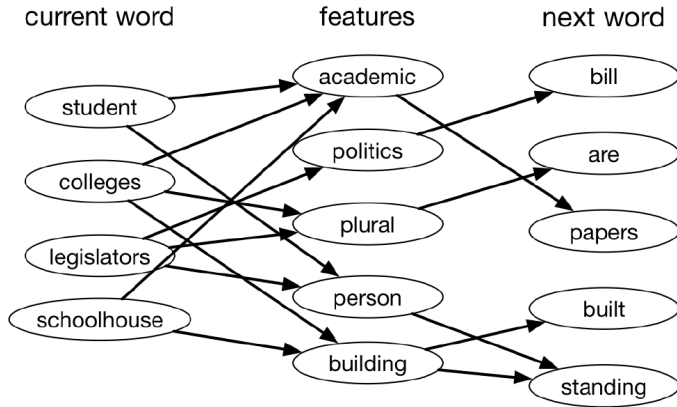 current word
features
next word
student
colleges
legislators
schoolhouse
academic
politics
plural
person
building
bill
are
papers
built
standing